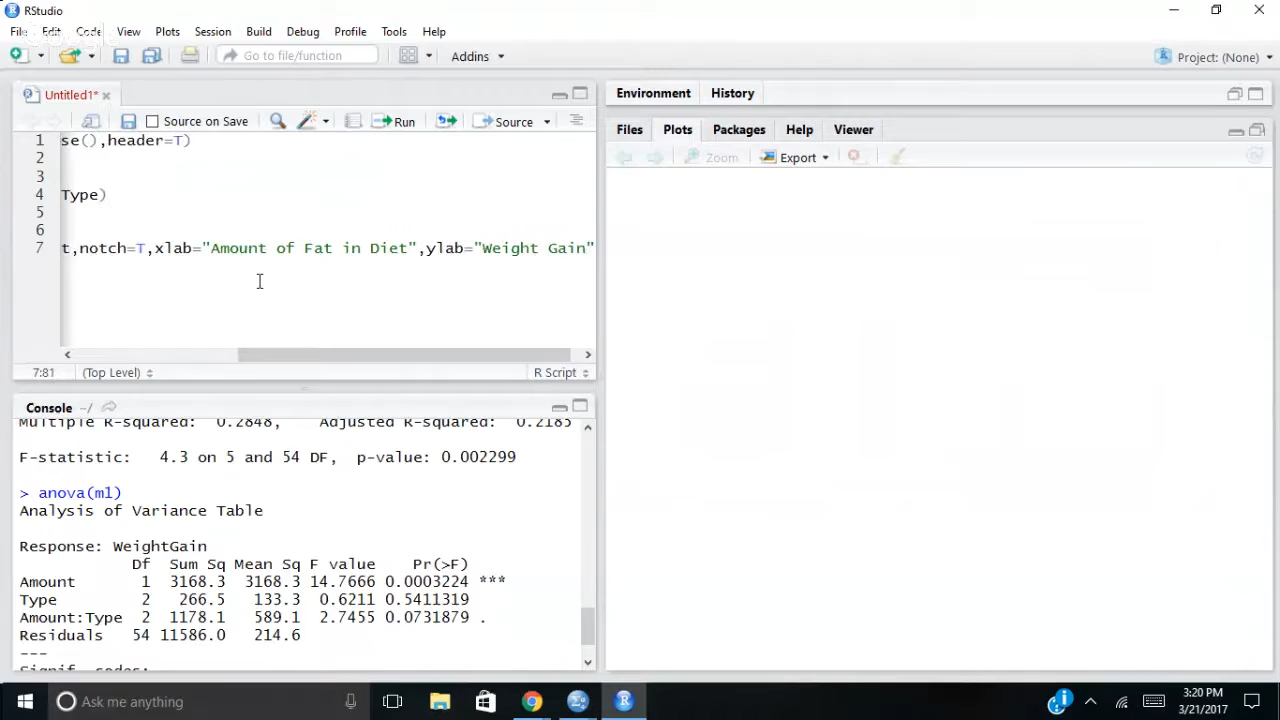 RStudio
File Edit Code View Plots Session Build Debug Profile Tools Help
Go to file/function
Addins
Project: (None)
Untitled1*
Source on Save
Run
Source
1 se(),header=T)
2
3
4 Type)
5
6
7 t,notch=T,xlab="Amount of Fat in Diet",ylab="Weight Gain"
7:81 (Top Level) R Script
Console ~/
Multiple R-squared: 0.2848, Adjusted R-squared: 0.2185
F-statistic: 4.3 on 5 and 54 DF, p-value: 0.002299
> anova(m1)
Analysis of Variance Table
Response: WeightGain
Df Sum Sq Mean Sq F value Pr(>F)
Amount 1 3168.3 3168.3 14.7666 0.0003224 ***
Type 2 266.5 133.3 0.6211 0.5411319
Amount:Type 2 1178.1 589.1 2.7455 0.0731879 .
Residuals 54 11586.0 214.6
---
Signif. codes:
Environment History
Files Plots Packages Help Viewer
Zoom Export
Ask me anything
3:20 PM
3/21/2017